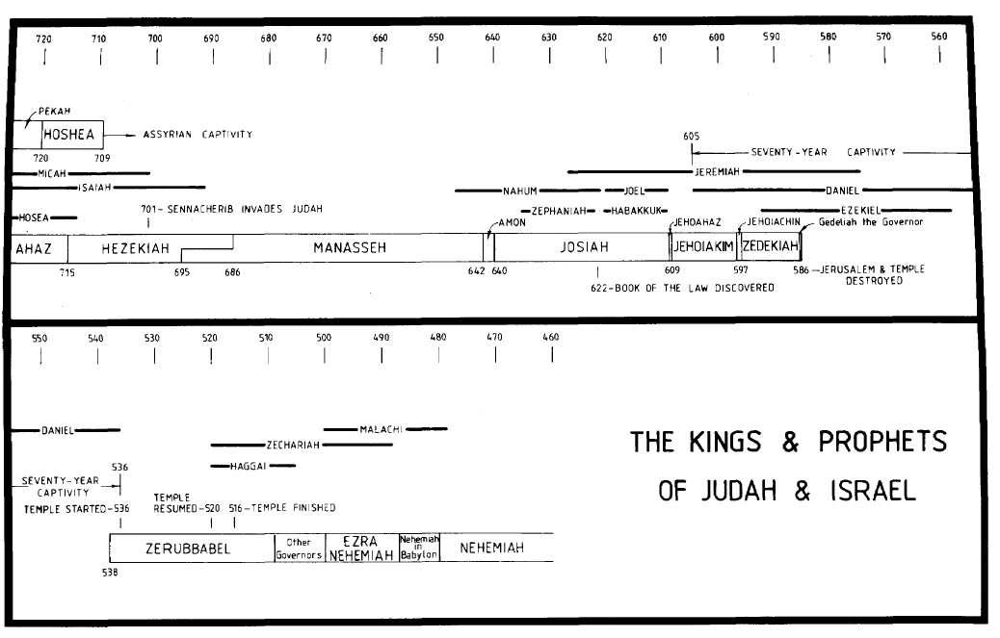 720 710 700 690 680 670 660 650 640 630 620 610 600 590 580 570 560
PEKAH
HOSHEA
ASSYRIAN CAPTIVITY
720 709
605
SEVENTY-YEAR CAPTIVITY
MICAH
JEREMIAH
ISAIAH
NAHUM
JOEL
DANIEL
HOSEA
701-SENNACHERIB INVADES JUDAH
ZEPHANIAH
HABAKKUK
EZEKIEL
AMON
JEHOAHAZ
JEHOIACHIN
Gedeliah the Governor
AHAZ HEZEKIAH MANASSEH JOSIAH JEHOIAKIM ZEDEKIAH
715 695 686 642 640 609 597 586-JERUSALEM & TEMPLE
DESTROYED
622-BOOK OF THE LAW DISCOVERED
550 540 530 520 510 500 490 480 470 460
DANIEL
MALACHI
ZECHARIAH
HAGGAI
536
SEVENTY-YEAR
CAPTIVITY
TEMPLE STARTED-536
TEMPLE
RESUMED-520
516-TEMPLE FINISHED
ZERUBBABEL
Other
Governors
EZRA
NEHEMIAH
Nehemiah
in
Babylon
NEHEMIAH
538
THE KINGS & PROPHETS
OF JUDAH & ISRAEL